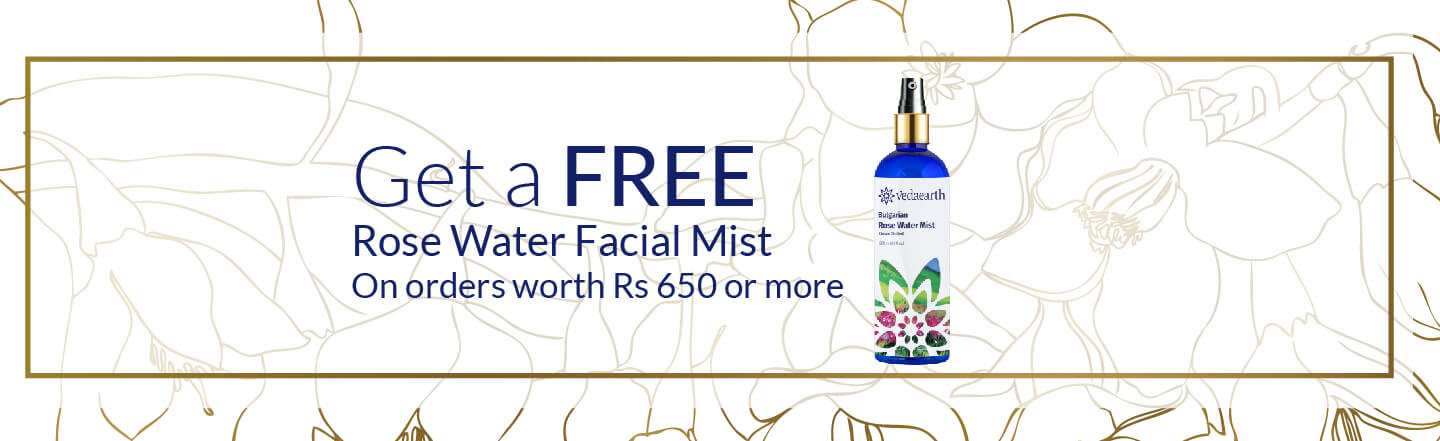 Get a FREE
Rose Water Facial Mist
On orders worth Rs 650 or more
vedaearth
Bulgarian
Rose Water Mist